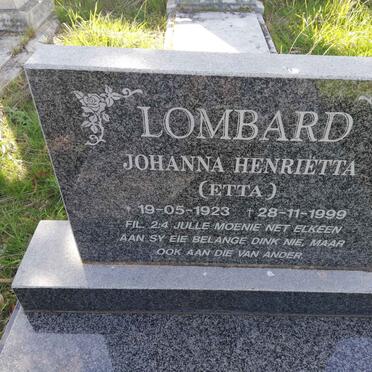 LOMBARD
JOHANNA HENRIETTA
(ETTA)
* 19-05-1923 † 28-11-1999
FIL. 2:4 JULLE MOENIE NET ELKEEN
AAN SY EIE BELANGE DINK NIE, MAAR
OOK AAN DIE VAN ANDER.